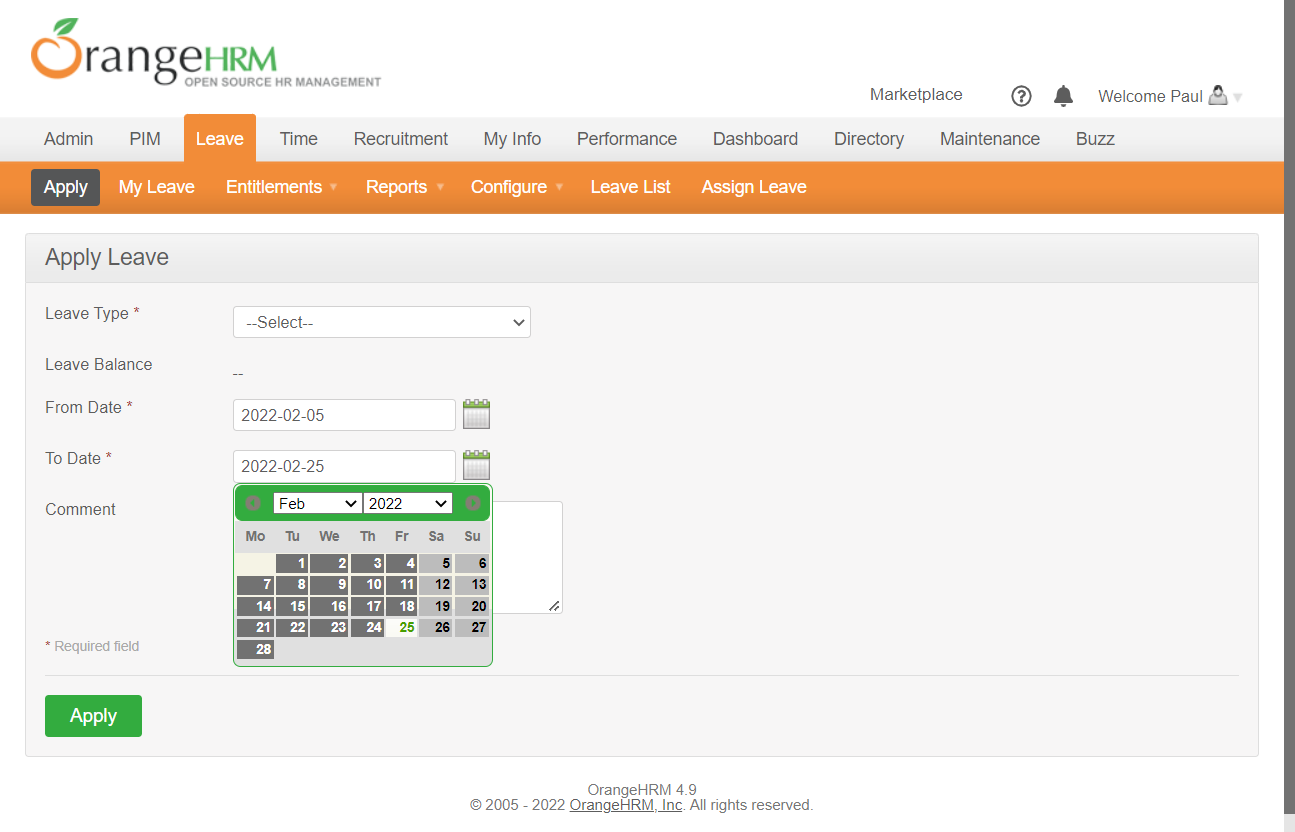 OrangeHRM
OPEN SOURCE HR MANAGEMENT
Marketplace ? Welcome Paul
Admin PIM Leave Time Recruitment My Info Performance Dashboard Directory Maintenance Buzz
Apply My Leave Entitlements Reports Configure Leave List Assign Leave
Apply Leave
Leave Type *
--Select--
Leave Balance
--
From Date *
2022-02-05
To Date *
2022-02-25
Comment
Feb 2022
Mo Tu We Th Fr Sa Su
1 2 3 4 5 6
7 8 9 10 11 12 13
14 15 16 17 18 19 20
21 22 23 24 25 26 27
28
* Required field
Apply
OrangeHRM 4.9
© 2005 - 2022 OrangeHRM, Inc. All rights reserved.